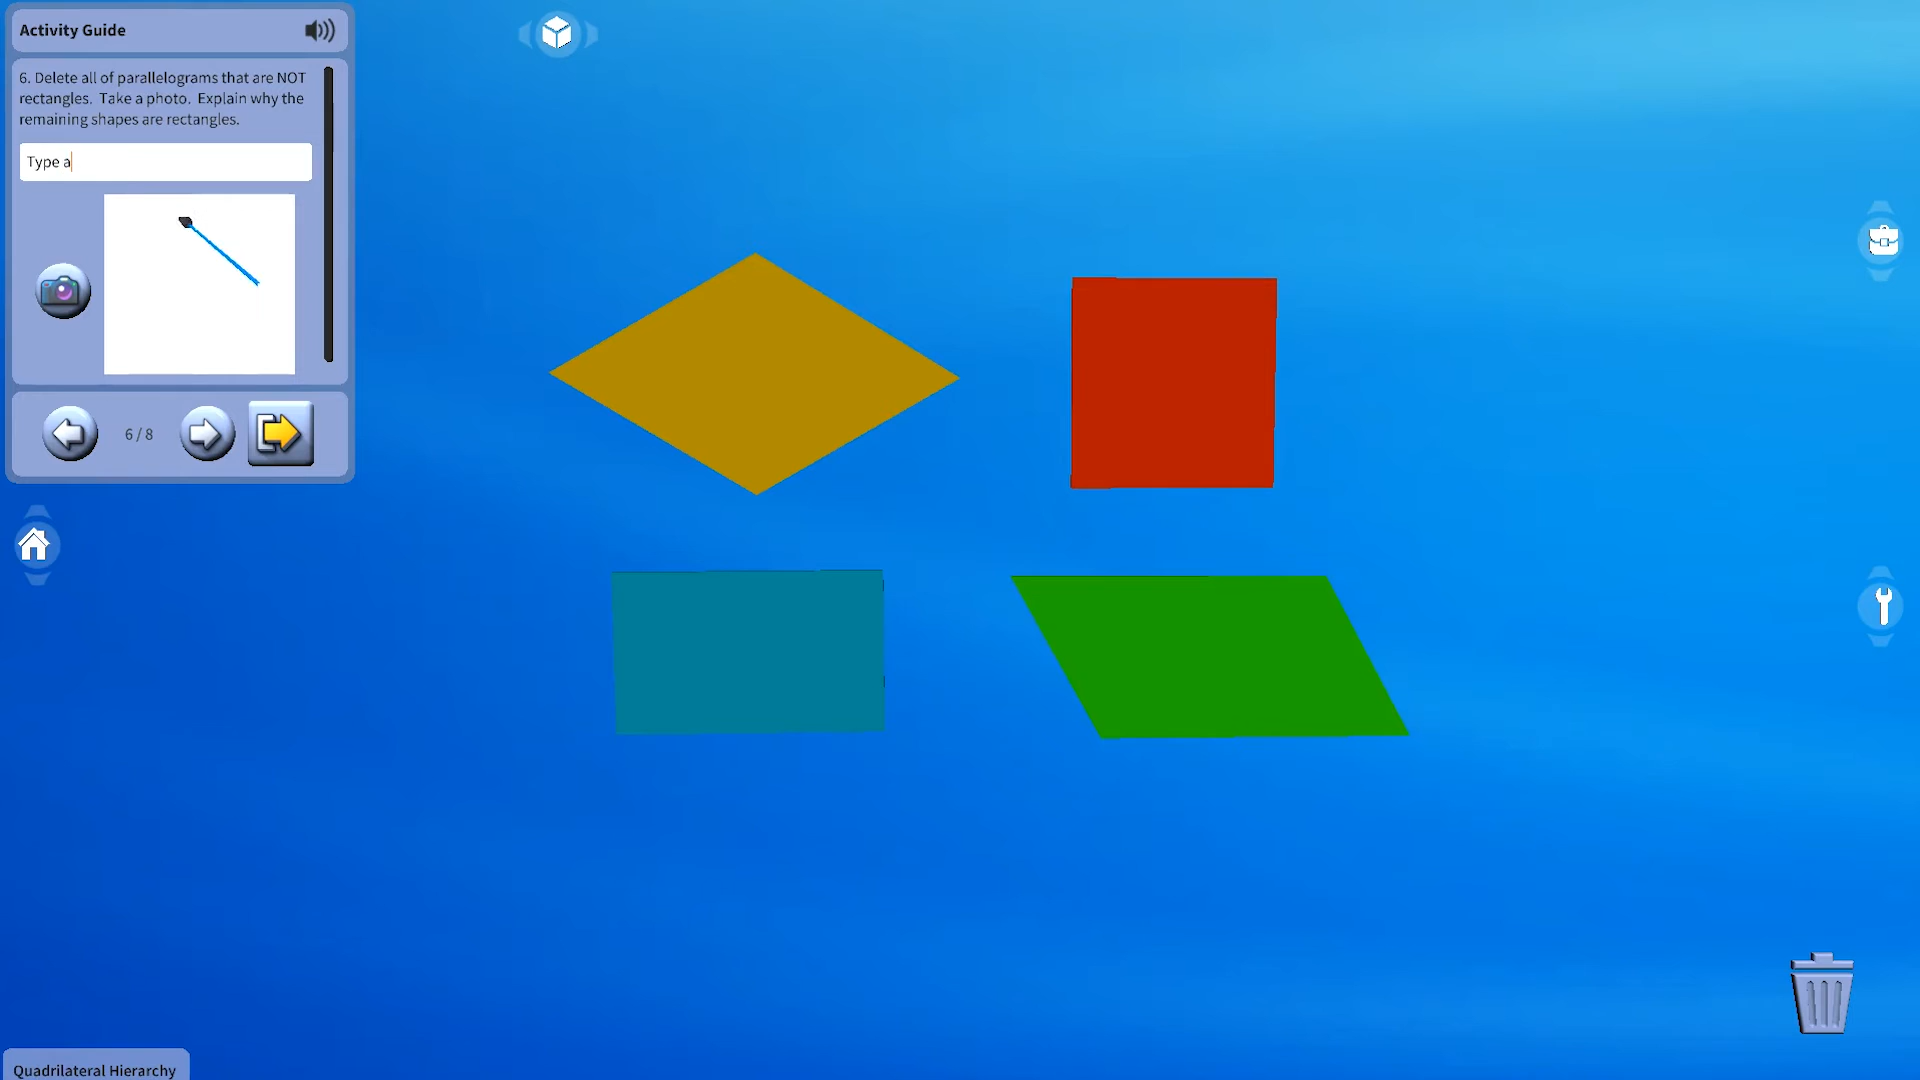 Activity Guide
6. Delete all of parallelograms that are NOT
rectangles. Take a photo. Explain why the
remaining shapes are rectangles.
Type a
6 / 8
Quadrilateral Hierarchy